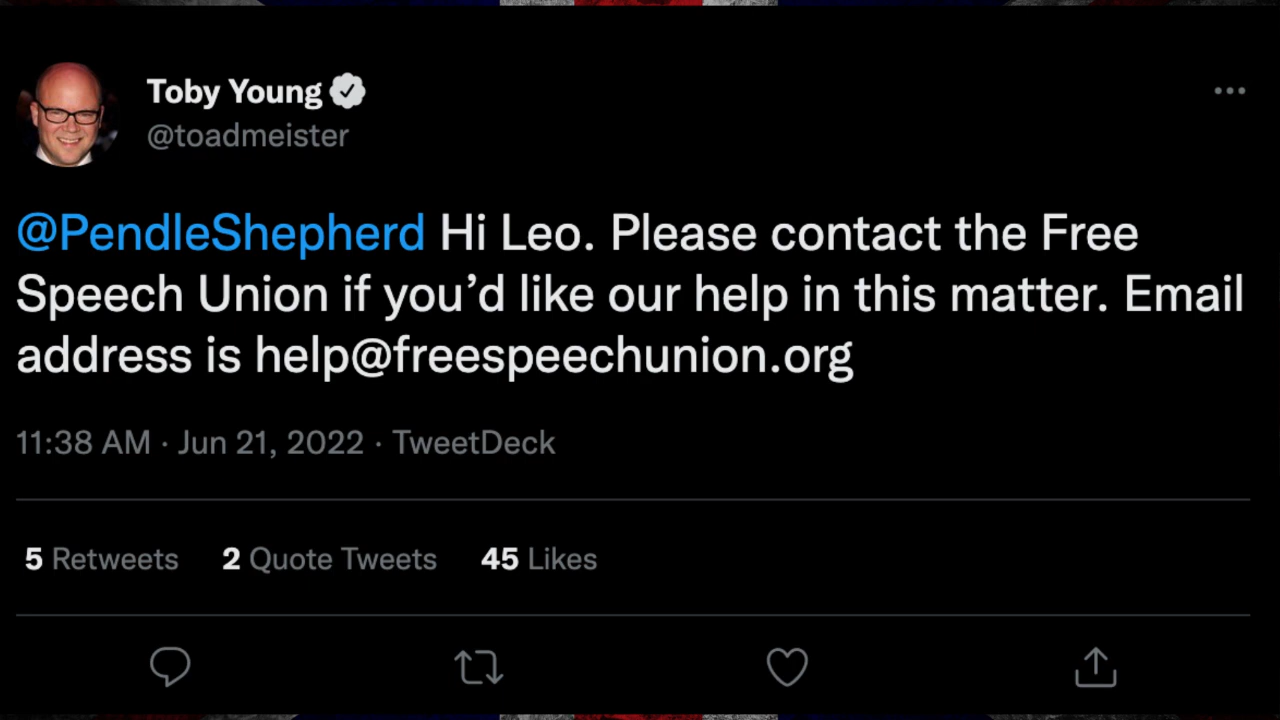 Toby Young
@toadmeister
@PendleShepherd Hi Leo. Please contact the Free
Speech Union if you’d like our help in this matter. Email
address is help@freespeechunion.org
11:38 AM · Jun 21, 2022 · TweetDeck
5 Retweets 2 Quote Tweets 45 Likes